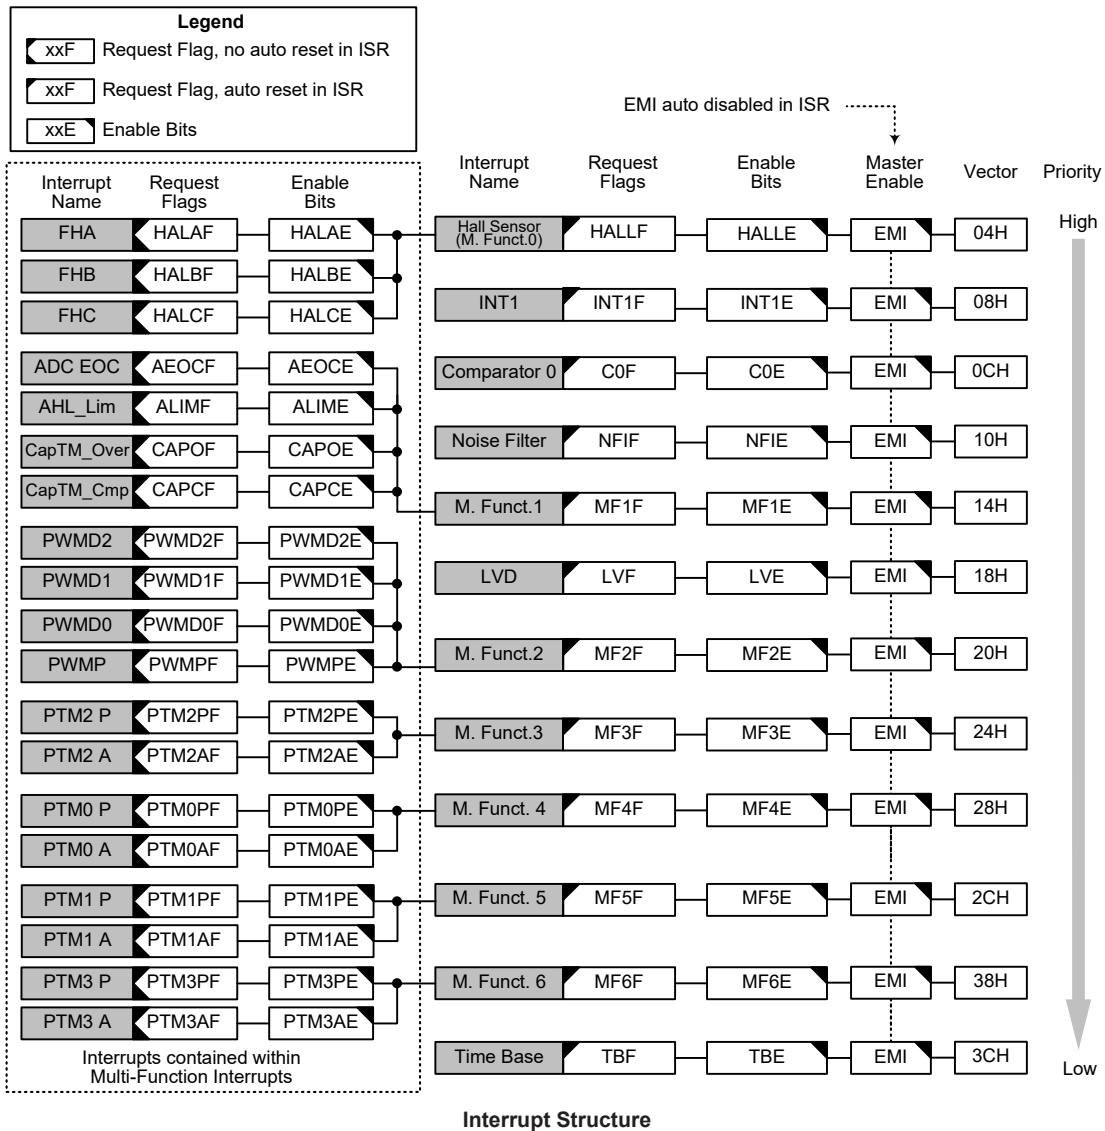 Legend
xxF Request Flag, no auto reset in ISR
xxF Request Flag, auto reset in ISR
xxE Enable Bits
EMI auto disabled in ISR
Interrupt Name Request Flags Enable Bits
Interrupt Name Request Flags Enable Bits Master Enable Vector Priority
High
FHA HALAF HALAE
FHB HALBF HALBE
FHC HALCF HALCE
ADC EOC AEOCF AEOCE
AHL_Lim ALIMF ALIME
CapTM_Over CAPOF CAPOE
CapTM_Cmp CAPCF CAPCE
PWMD2 PWMD2F PWMD2E
PWMD1 PWMD1F PWMD1E
PWMD0 PWMD0F PWMD0E
PWMP PWMPF PWMPE
PTM2 P PTM2PF PTM2PE
PTM2 A PTM2AF PTM2AE
PTM0 P PTM0PF PTM0PE
PTM0 A PTM0AF PTM0AE
PTM1 P PTM1PF PTM1PE
PTM1 A PTM1AF PTM1AE
PTM3 P PTM3PF PTM3PE
PTM3 A PTM3AF PTM3AE
Interrupts contained within
Multi-Function Interrupts
Hall Sensor
(M. Funct.0) HALLF HALLE EMI 04H
INT1 INT1F INT1E EMI 08H
Comparator 0 C0F C0E EMI 0CH
Noise Filter NFIF NFIE EMI 10H
M. Funct.1 MF1F MF1E EMI 14H
LVD LVF LVE EMI 18H
M. Funct.2 MF2F MF2E EMI 20H
M. Funct.3 MF3F MF3E EMI 24H
M. Funct. 4 MF4F MF4E EMI 28H
M. Funct. 5 MF5F MF5E EMI 2CH
M. Funct. 6 MF6F MF6E EMI 38H
Time Base TBF TBE EMI 3CH
Low
Interrupt Structure